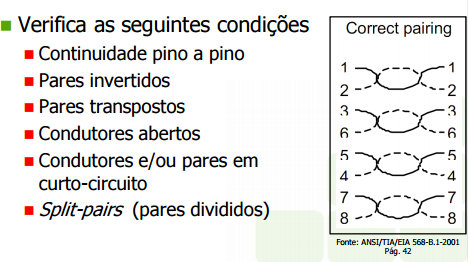 Verifica as seguintes condições
Continuidade pino a pino
Pares invertidos
Pares transpostos
Condutores abertos
Condutores e/ou pares em
curto-circuito
Split-pairs (pares divididos)
Correct pairing
1 1
2 2
3 3
6 6
5 5
4 4
7 7
8 8
Fonte: ANSI/TIA/EIA 568-B.1-2001
Pág. 42